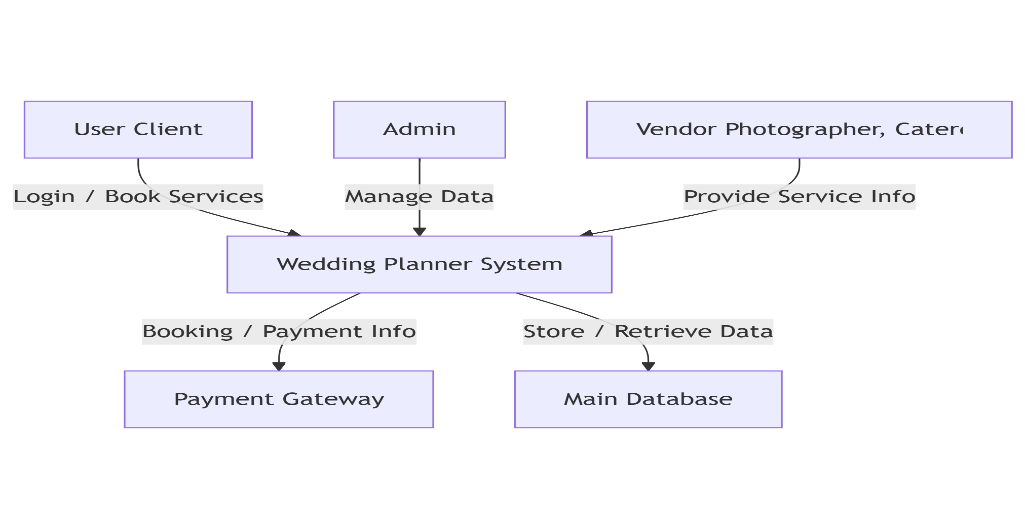 User Client
Admin
Vendor Photographer, Cater
Login / Book Services
Manage Data
Provide Service Info
Wedding Planner System
Booking / Payment Info
Store / Retrieve Data
Payment Gateway
Main Database